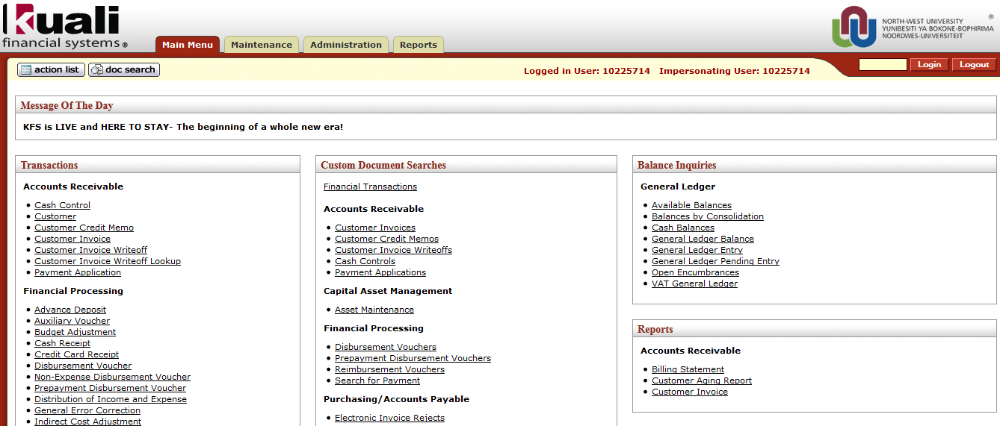 kuali
financial systems ®
Main Menu
Maintenance
Administration
Reports
NORTH-WEST UNIVERSITY ®
YUNIBESITI YA BOKONE-BOPHIRIMA
NOORDWES-UNIVERSITEIT
action list
doc search
Logged in User: 10225714 Impersonating User: 10225714
Login
Logout
Message Of The Day
KFS is LIVE and HERE TO STAY- The beginning of a whole new era!
Transactions
Accounts Receivable
Cash Control
Customer
Customer Credit Memo
Customer Invoice
Customer Invoice Writeoff
Customer Invoice Writeoff Lookup
Payment Application
Financial Processing
Advance Deposit
Auxiliary Voucher
Budget Adjustment
Cash Receipt
Credit Card Receipt
Disbursement Voucher
Non-Expense Disbursement Voucher
Prepayment Disbursement Voucher
Distribution of Income and Expense
General Error Correction
Indirect Cost Adjustment
Custom Document Searches
Financial Transactions
Accounts Receivable
Customer Invoices
Customer Credit Memos
Customer Invoice Writeoffs
Cash Controls
Payment Applications
Capital Asset Management
Asset Maintenance
Financial Processing
Disbursement Vouchers
Prepayment Disbursement Vouchers
Reimbursement Vouchers
Search for Payment
Purchasing/Accounts Payable
Electronic Invoice Rejects
Balance Inquiries
General Ledger
Available Balances
Balances by Consolidation
Cash Balances
General Ledger Balance
General Ledger Entry
General Ledger Pending Entry
Open Encumbrances
VAT General Ledger
Reports
Accounts Receivable
Billing Statement
Customer Aging Report
Customer Invoice